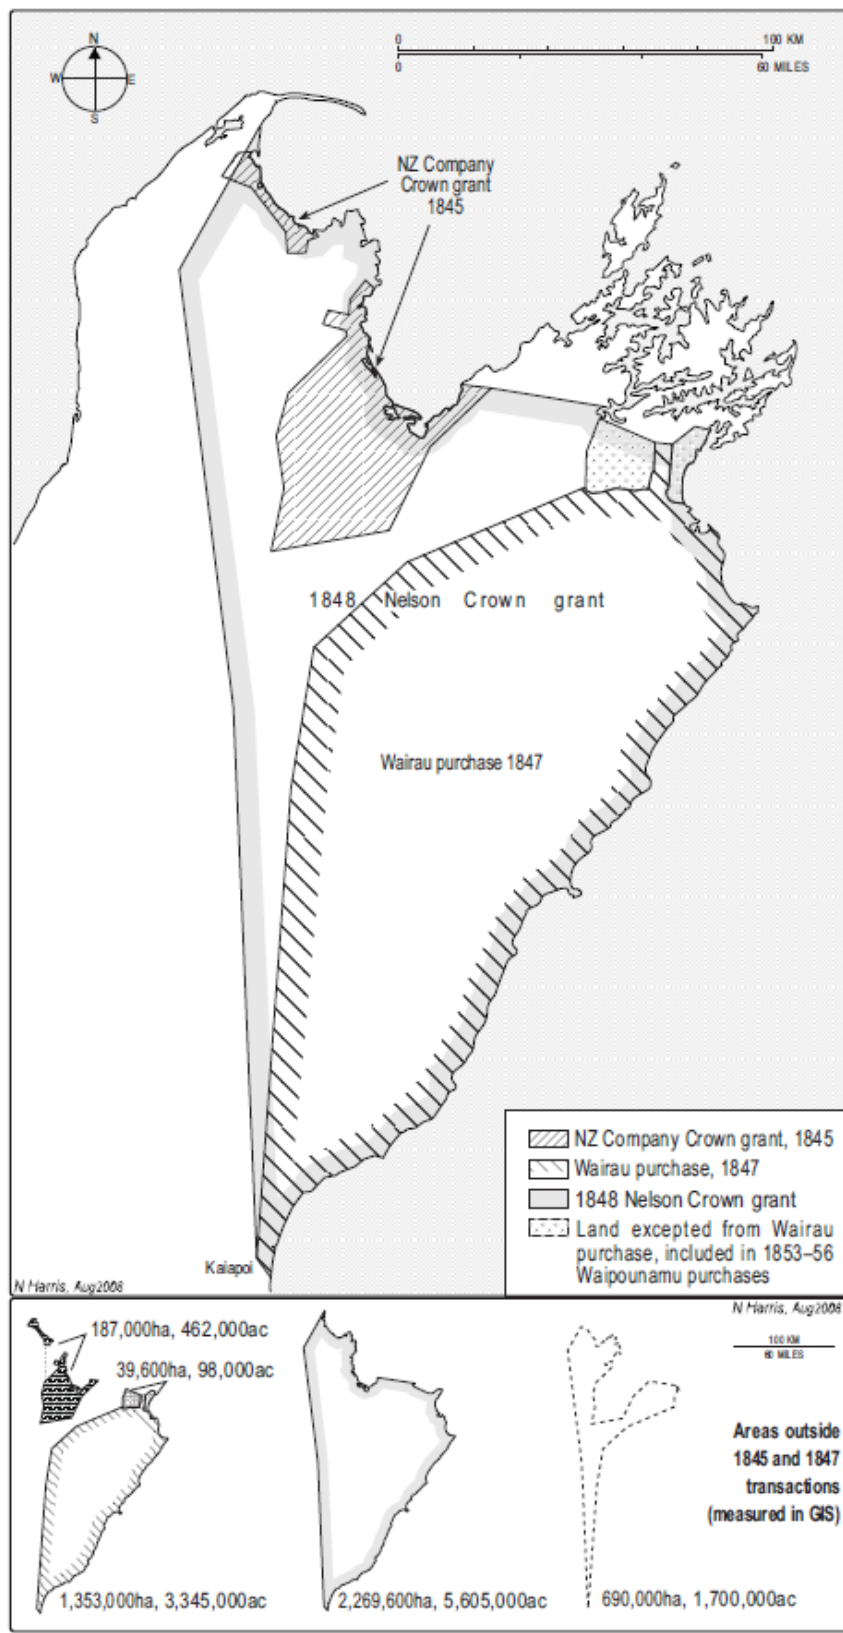 N
W
E
S
0
100 KM
0
60 MILES
NZ Company
Crown grant
1845
1848 Nelson Crown grant
Wairau purchase 1847
Kaiapoi
N Harris, Aug2008
NZ Company Crown grant, 1845
Wairau purchase, 1847
1848 Nelson Crown grant
Land excepted from Wairau
purchase, included in 1853–56
Waipounamu purchases
N Harris, Aug2008
187,000ha, 462,000ac
39,600ha, 98,000ac
100 KM
60 MILES
Areas outside
1845 and 1847
transactions
(measured in GIS)
1,353,000ha, 3,345,000ac
2,269,600ha, 5,605,000ac
690,000ha, 1,700,000ac